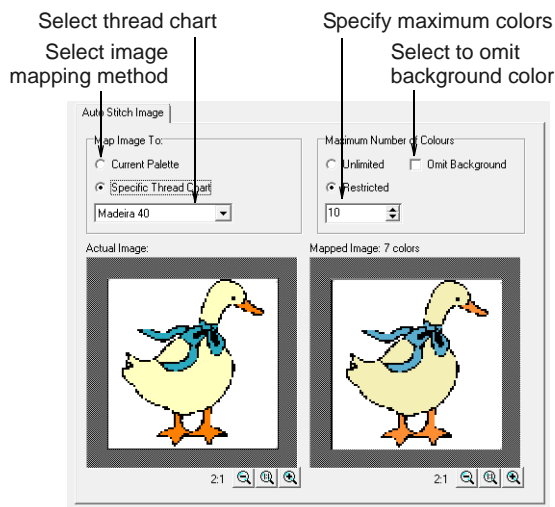 Select thread chart
Specify maximum colors
Select image
mapping method
Select to omit
background color
Auto Stitch Image
Map Image To:
Current Palette
Specific Thread Chart
Madeira 40
Maximum Number of Colours
Unlimited
Omit Background
Restricted
10
Actual Image:
Mapped Image: 7 colors
2:1
2:1